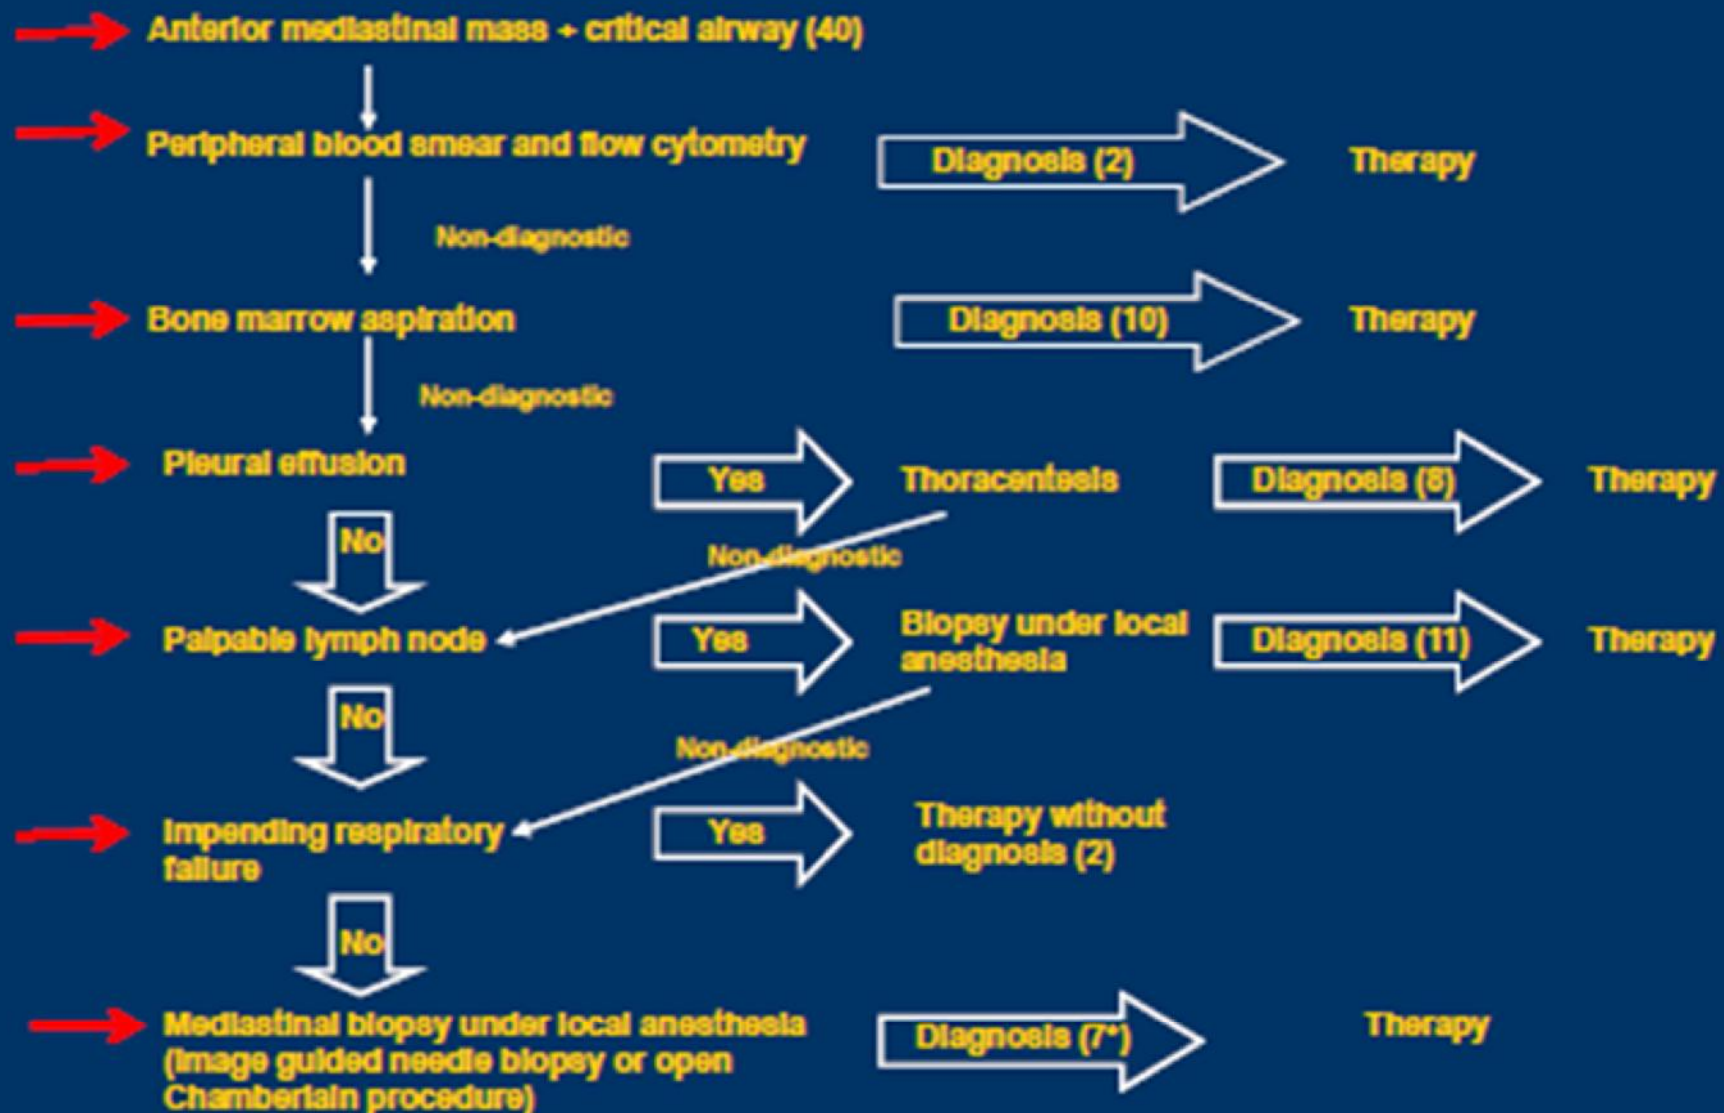 Anterior mediastinal mass + critical airway (40)
Peripheral blood smear and flow cytometry
Diagnosis (2)
Therapy
Non-diagnostic
Bone marrow aspiration
Diagnosis (10)
Therapy
Non-diagnostic
Pleural effusion
Yes
Thoracentesis
Diagnosis (8)
Therapy
No
Non-diagnostic
Palpable lymph node
Yes
Biopsy under local
anesthesia
Diagnosis (11)
Therapy
No
Non-diagnostic
Impending respiratory
failure
Yes
Therapy without
diagnosis (2)
No
Mediastinal biopsy under local anesthesia
(image guided needle biopsy or open
Chamberlain procedure)
Diagnosis (7*)
Therapy